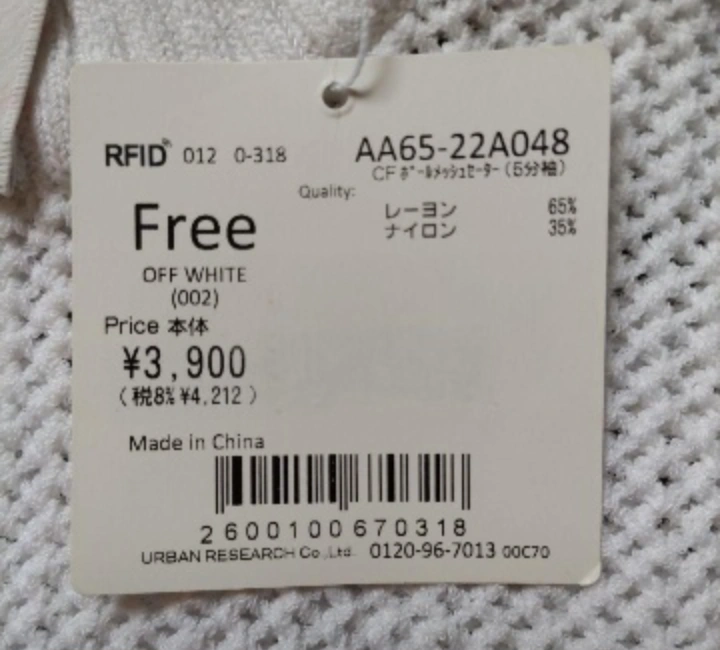 RFID 012 0-318
AA65-22A048
CF ﾎﾞｰﾙﾒｯｼｭｾｰﾀｰ (5分袖)
Quality:
レーヨン 65%
ナイロン 35%
Free
OFF WHITE
(002)
Price 本体
¥3,900
(税8% ¥4,212)
Made in China
2600100670318
URBAN RESEARCH Co.,Ltd. 0120-96-7013 00C70